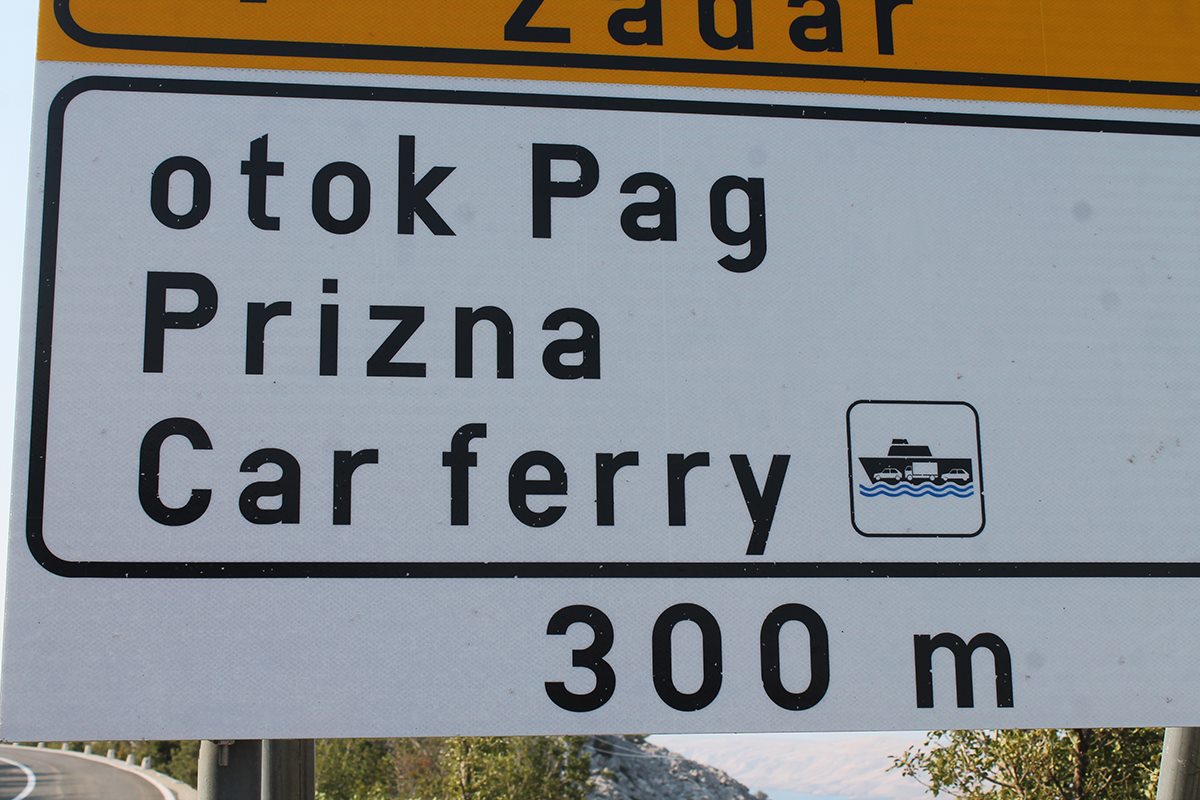 Zadar
otok Pag
Prizna
Car ferry
300 m